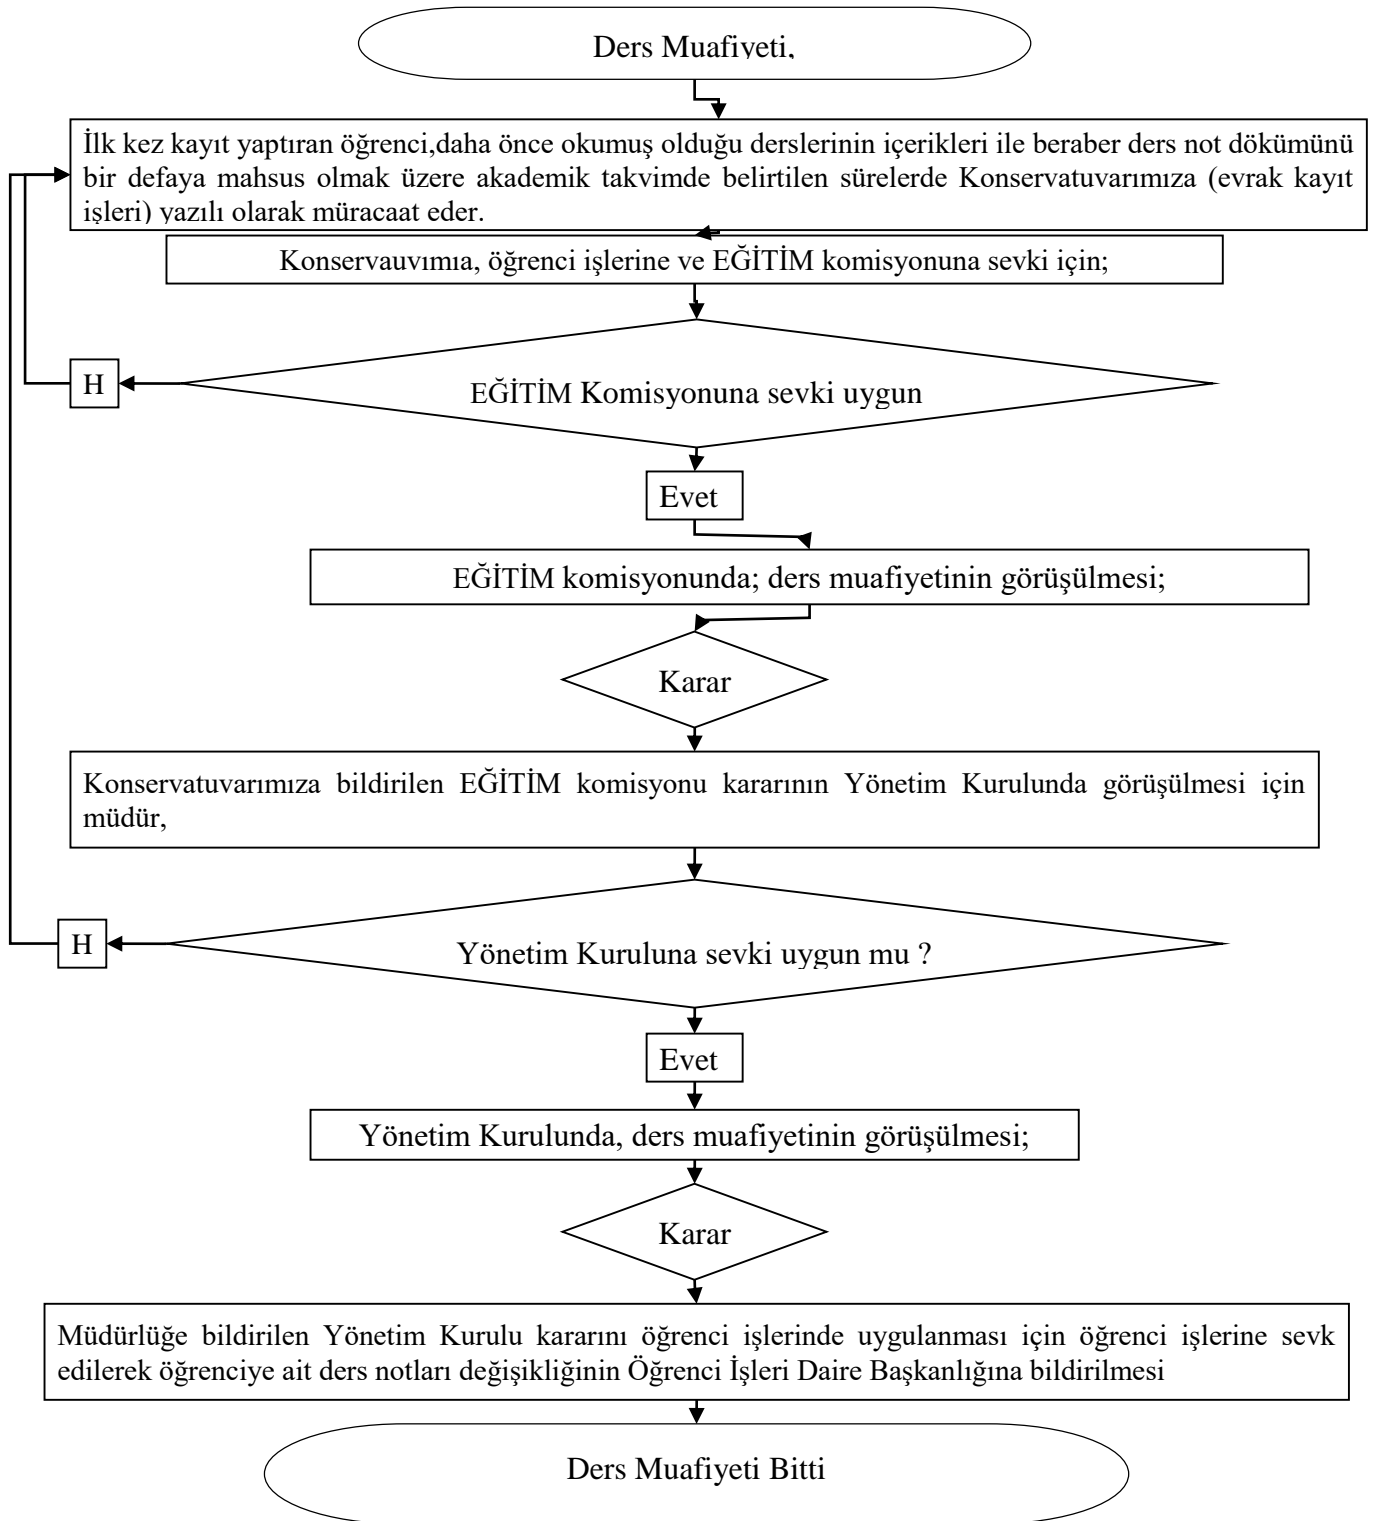 Ders Muafiyeti,
İlk kez kayıt yaptıran öğrenci,daha önce okumuş olduğu derslerinin içerikleri ile beraber ders not dökümünü
bir defaya mahsus olmak üzere akademik takvimde belirtilen sürelerde Konservatuvarımıza (evrak kayıt
işleri) yazılı olarak müracaat eder.
Konservauvımıa, öğrenci işlerine ve EĞİTİM komisyonuna sevki için;
H
EĞİTİM Komisyonuna sevki uygun
Evet
EĞİTİM komisyonunda; ders muafiyetinin görüşülmesi;
Karar
Konservatuvarımıza bildirilen EĞİTİM komisyonu kararının Yönetim Kurulunda görüşülmesi için
müdür,
H
Yönetim Kuruluna sevki uygun mu ?
Evet
Yönetim Kurulunda, ders muafiyetinin görüşülmesi;
Karar
Müdürlüğe bildirilen Yönetim Kurulu kararını öğrenci işlerinde uygulanması için öğrenci işlerine sevk
edilerek öğrenciye ait ders notları değişikliğinin Öğrenci İşleri Daire Başkanlığına bildirilmesi
Ders Muafiyeti Bitti